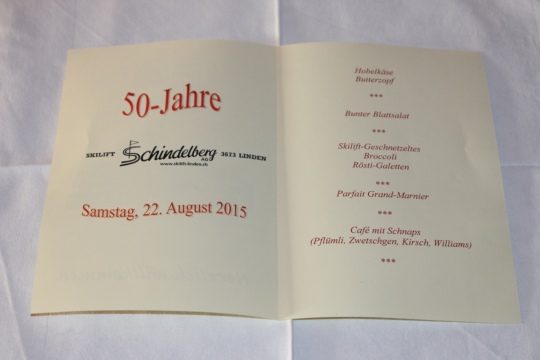 50-Jahre
SKILIFT Schindelberg AG 3673 LINDEN
www.skilift-linden.ch
Samstag, 22. August 2015
Hobelkäse
Butterzopf
***
Bunter Blattsalat
***
Skilift-Geschnetzeltes
Broccoli
Rösti-Galetten
***
Parfait Grand-Marnier
***
Café mit Schnaps
(Pflümli, Zwetschgen, Kirsch, Williams)
***